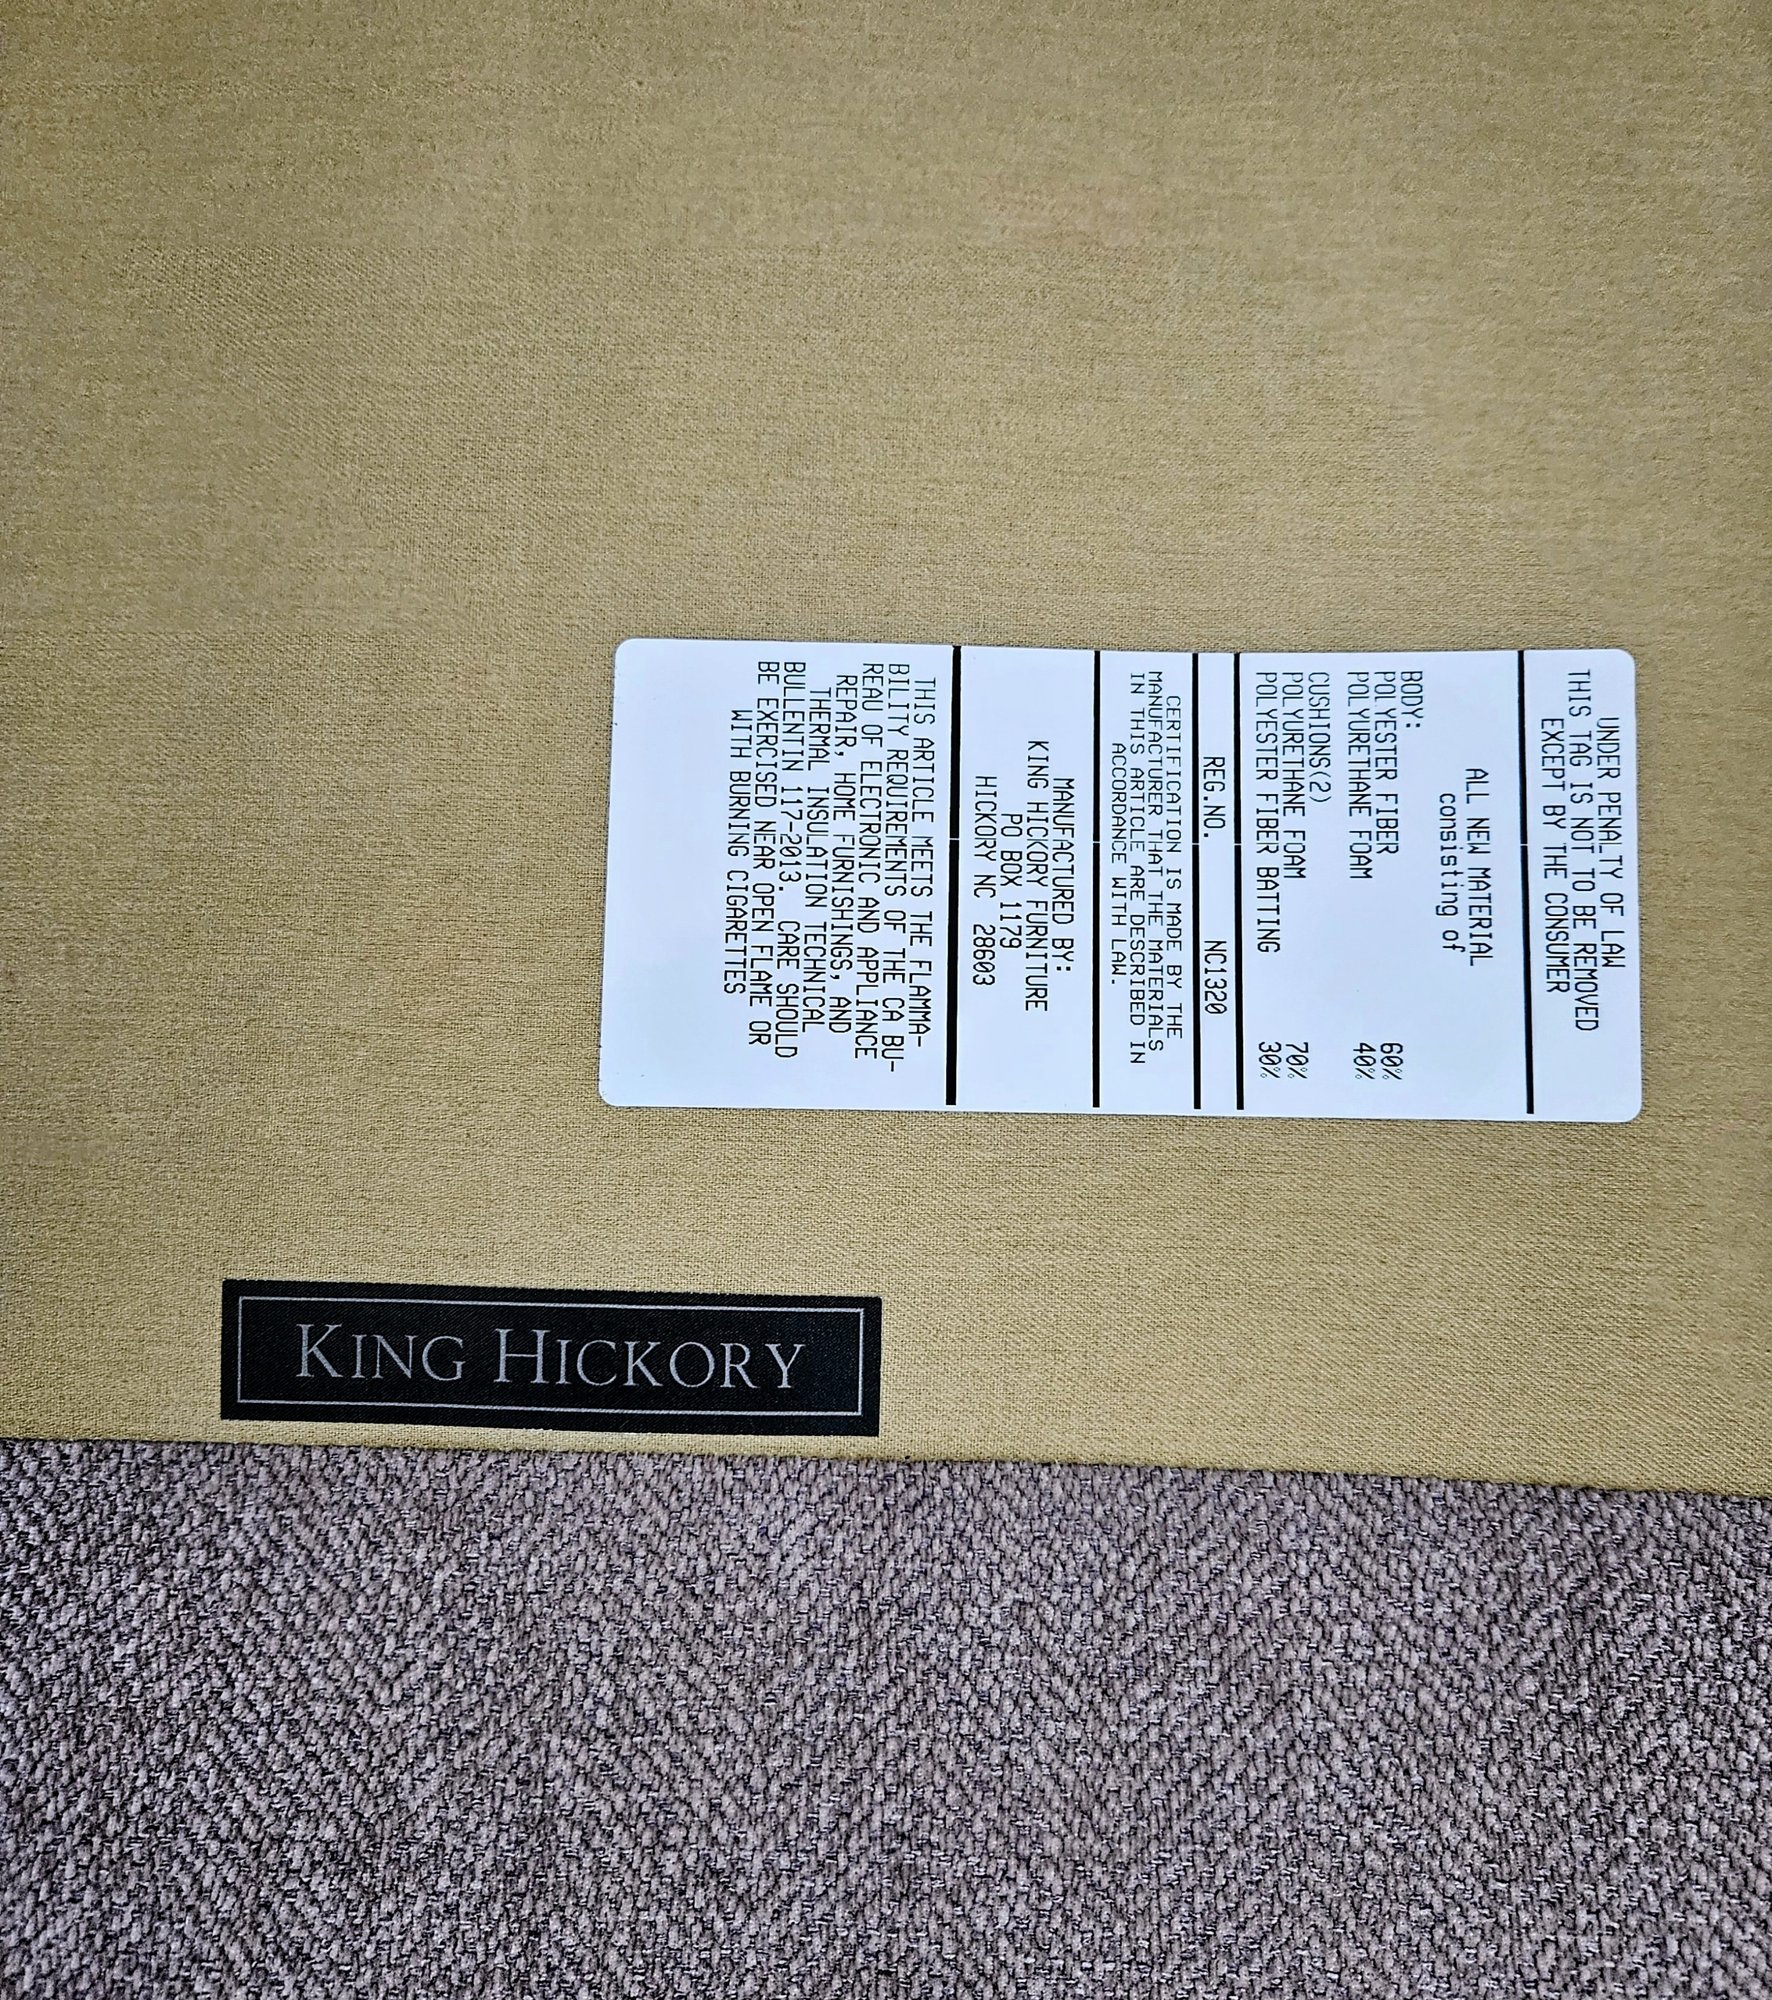 UNDER PENALTY OF LAW
THIS TAG IS NOT TO BE REMOVED
EXCEPT BY THE CONSUMER
ALL NEW MATERIAL
consisting of
BODY:
POLYESTER FIBER 60%
POLYURETHANE FOAM 40%
CUSHIONS(2)
POLYURETHANE FOAM 70%
POLYESTER FIBER BATTING 30%
REG.NO. NC1320
CERTIFICATION IS MADE BY THE
MANUFACTURER THAT THE MATERIALS
IN THIS ARTICLE ARE DESCRIBED IN
ACCORDANCE WITH LAW.
MANUFACTURED BY:
KING HICKORY FURNITURE
PO BOX 1179
HICKORY NC 28603
THIS ARTICLE MEETS THE FLAMMA-
BILITY REQUIREMENTS OF THE CA BU-
REAU OF ELECTRONIC AND APPLIANCE
REPAIR, HOME FURNISHINGS, AND
THERMAL INSULATION TECHNICAL
BULLENTIN 117-2013. CARE SHOULD
BE EXERCISED NEAR OPEN FLAME OR
WITH BURNING CIGARETTES
KING HICKORY